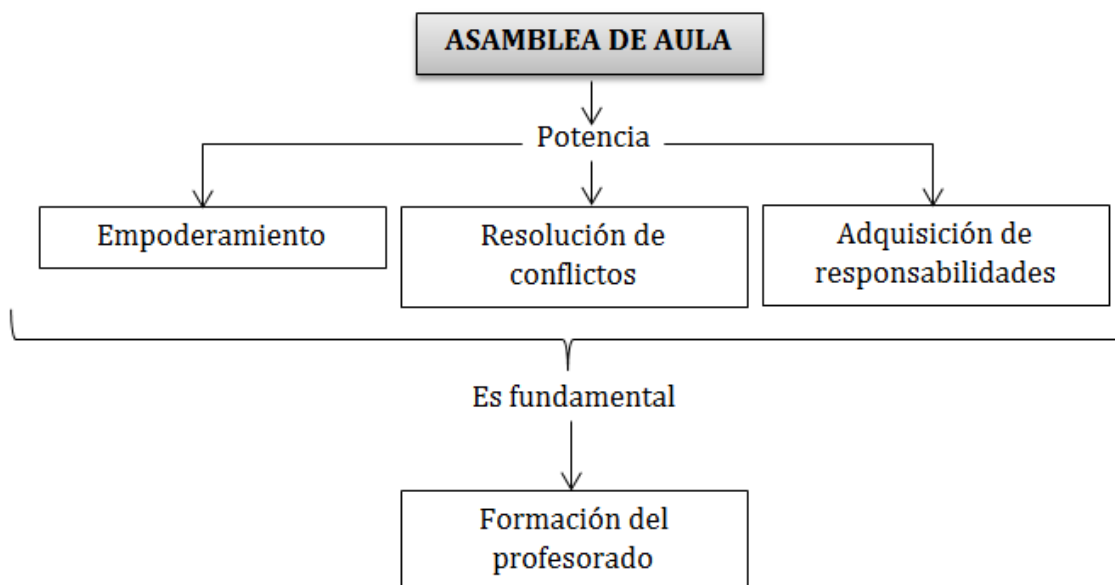 ASAMBLEA DE AULA
Potencia
Empoderamiento
Resolución de
conflictos
Adquisición de
responsabilidades
Es fundamental
Formación del
profesorado